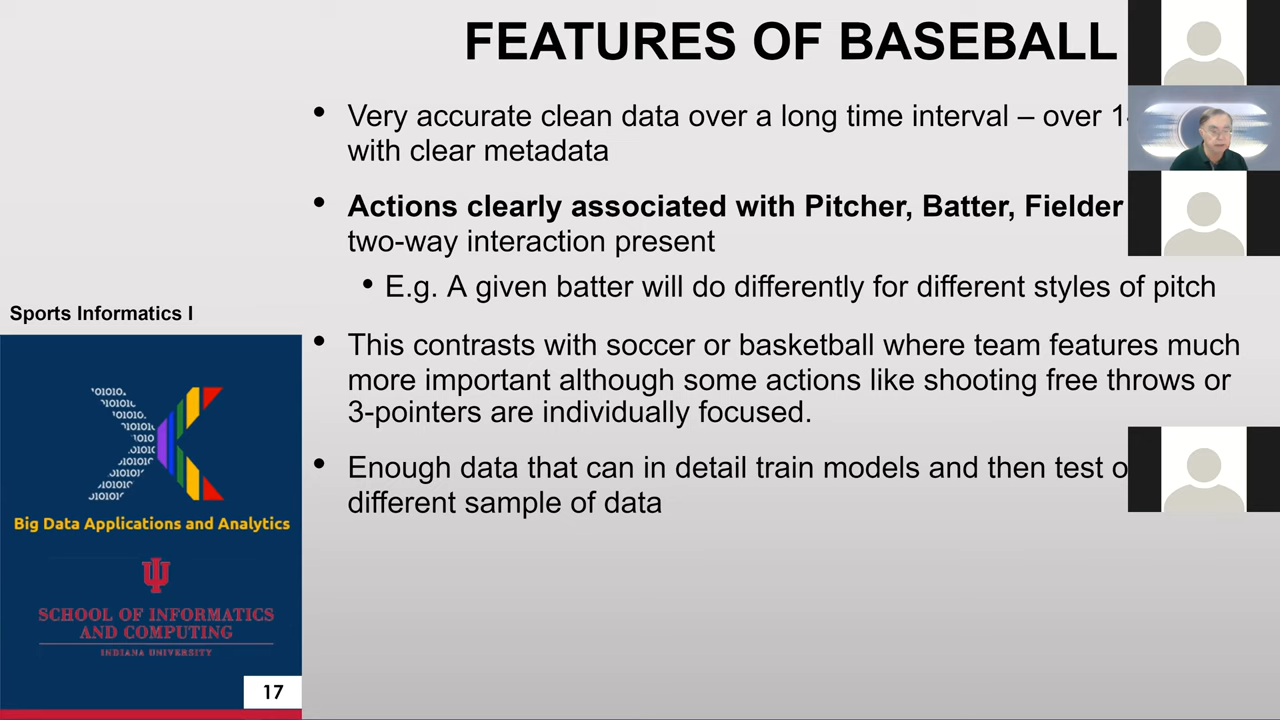 FEATURES OF BASEBALL
• Very accurate clean data over a long time interval – over
with clear metadata
• Actions clearly associated with Pitcher, Batter, Fielder
two-way interaction present
• E.g. A given batter will do differently for different styles of pitch
• This contrasts with soccer or basketball where team features much
more important although some actions like shooting free throws or
3-pointers are individually focused.
• Enough data that can in detail train models and then test
different sample of data
Sports Informatics I
Big Data Applications and Analytics
SCHOOL OF INFORMATICS
AND COMPUTING
INDIANA UNIVERSITY
17